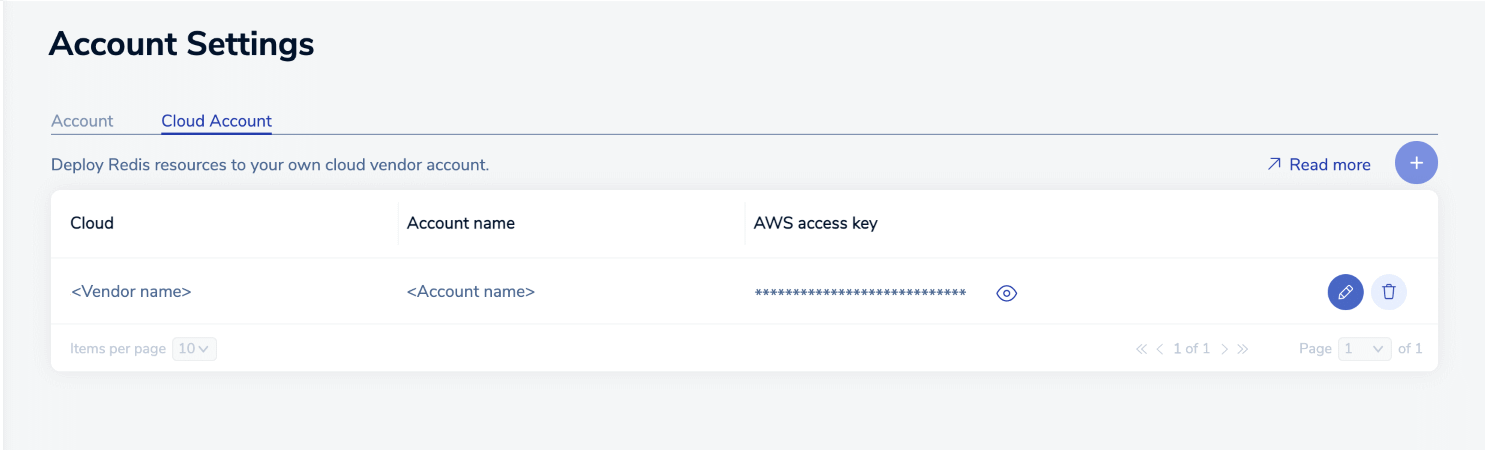 Account Settings
Account Cloud Account
Deploy Redis resources to your own cloud vendor account. Read more
Cloud Account name AWS access key
<Vendor name> <Account name> ****************************
Items per page 10 1 of 1 Page 1 of 1